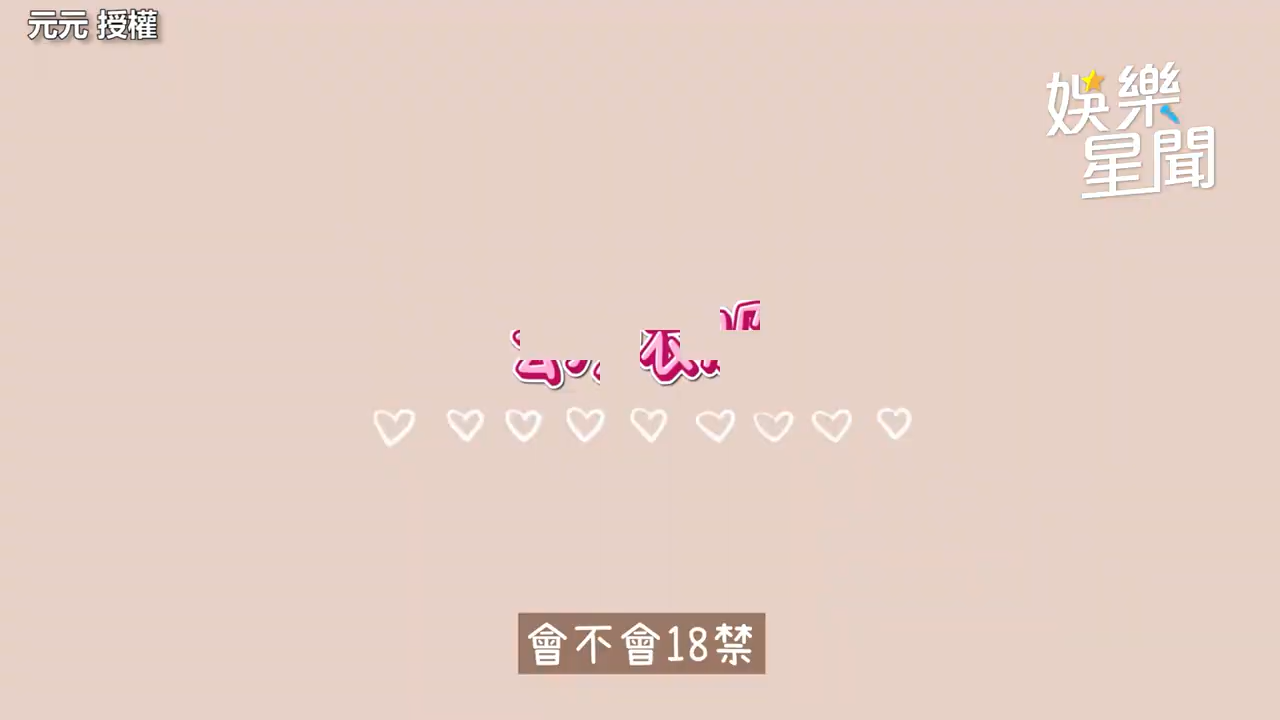 元元 授權
娛樂
星聞
會不會18禁